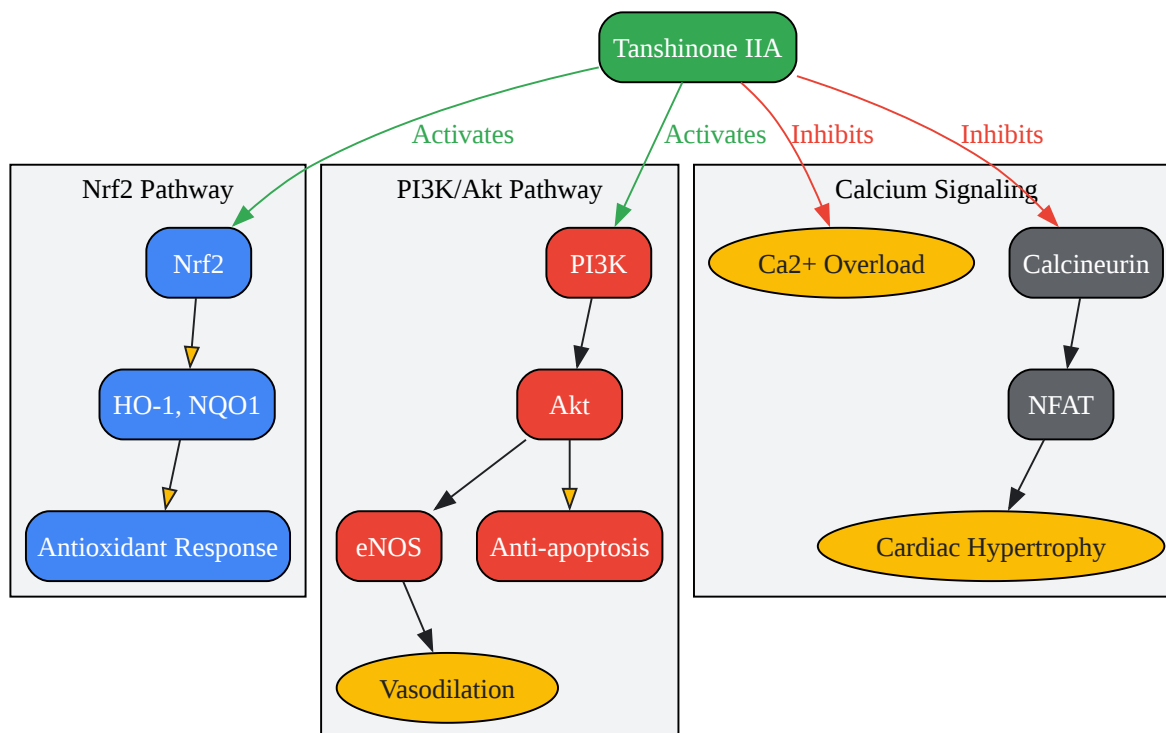 Tanshinone IIA
Activates
Activates
Inhibits
Inhibits
Nrf2 Pathway
PI3K/Akt Pathway
Calcium Signaling
Nrf2
PI3K
Ca2+ Overload
Calcineurin
HO-1, NQO1
Akt
NFAT
Antioxidant Response
eNOS
Anti-apoptosis
Cardiac Hypertrophy
Vasodilation